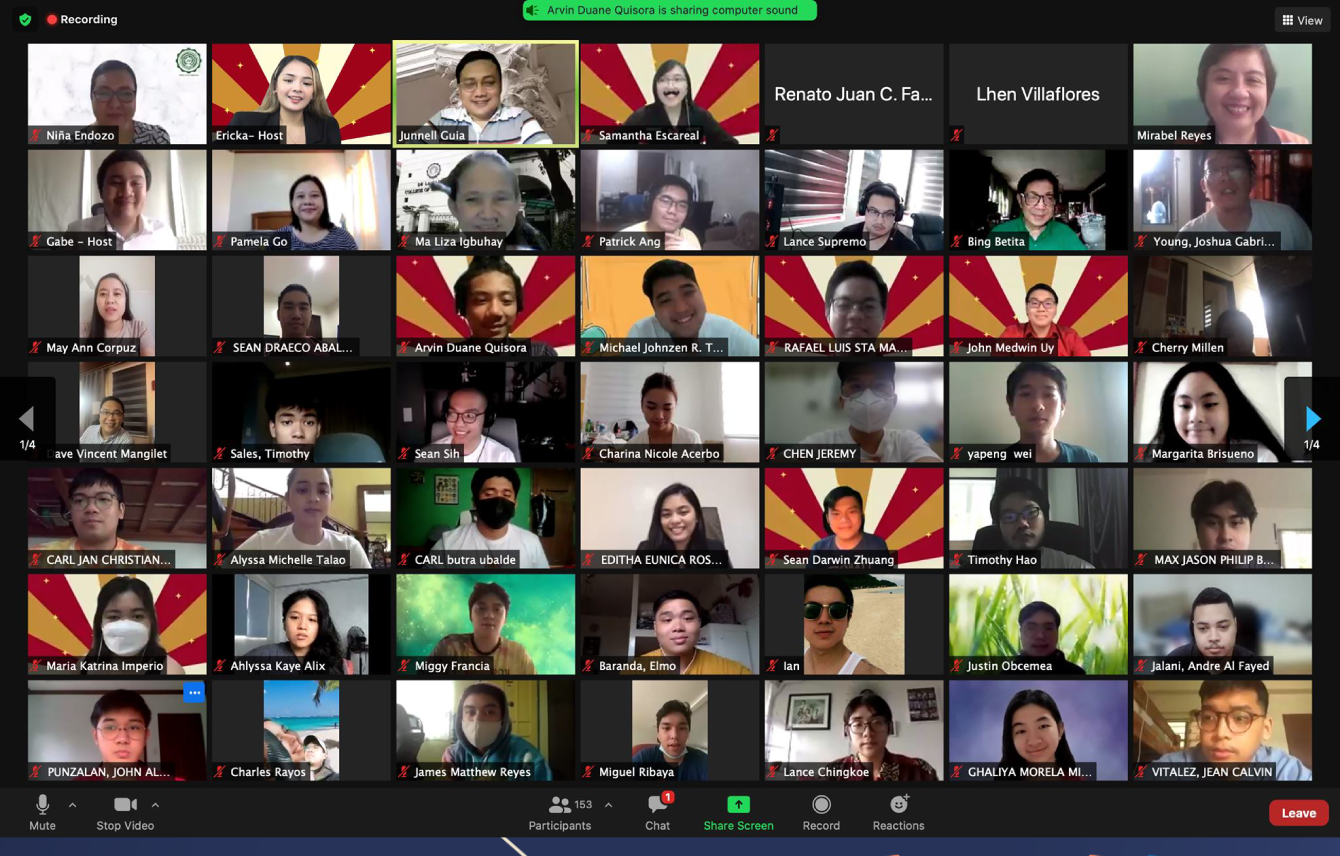 Recording
Arvin Duane Quisora is sharing computer sound
View
Niña Endozo
Ericka- Host
Junnell Guia
Samantha Escareal
Renato Juan C. Fa...
Lhen Villaflores
Mirabel Reyes
Gabe - Host
Pamela Go
Ma Liza Igbuhay
Patrick Ang
Lance Supremo
Bing Betita
Young, Joshua Gabri...
May Ann Corpuz
SEAN DRAECO ABAL...
Arvin Duane Quisora
Michael Johnzen R. T...
RAFAEL LUIS STA MA...
John Medwin Uy
Cherry Millen
1/4
Dave Vincent Mangilet
Sales, Timothy
Sean Sih
Charina Nicole Acerbo
CHEN JEREMY
yapeng wei
Margarita Brisueno
1/4
CARL JAN CHRISTIAN...
Alyssa Michelle Talao
CARL butra ubalde
EDITHA EUNICA ROS...
Sean Darwin Zhuang
Timothy Hao
MAX JASON PHILIP B...
Maria Katrina Imperio
Ahlyssa Kaye Alix
Miggy Francia
Baranda, Elmo
Ian
Justin Obcemea
Jalani, Andre Al Fayed
PUNZALAN, JOHN AL...
Charles Rayos
James Matthew Reyes
Miguel Ribaya
Lance Chingkoe
GHALIYA MORELA MI...
VITALEZ, JEAN CALVIN
Mute
Stop Video
153
Participants
1
Chat
Share Screen
Record
Reactions
Leave